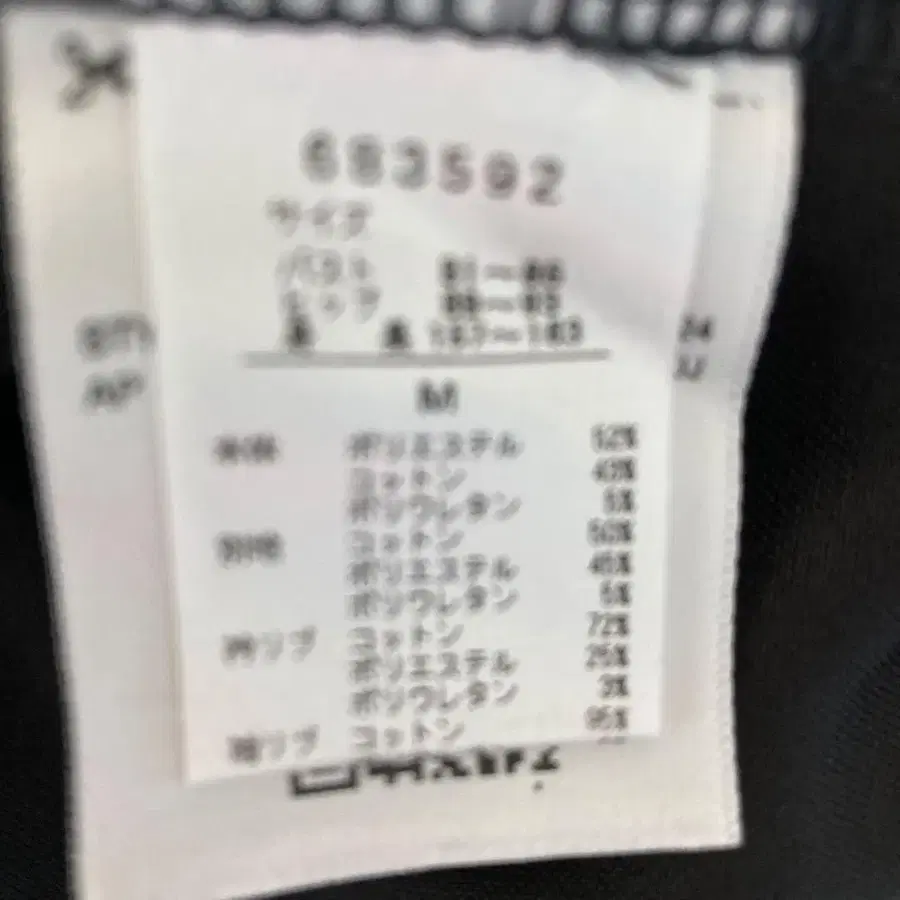 683592
サイズ
バスト 81〜86
ヒップ
身 長 157〜163
M
ポリエステル 52%
コットン 43%
ポリウレタン 5%
コットン 50%
ポリエステル 45%
ポリウレタン 5%
衿リブ コットン 72%
ポリエステル 25%
ポリウレタン 3%
袖リブ コットン 95%